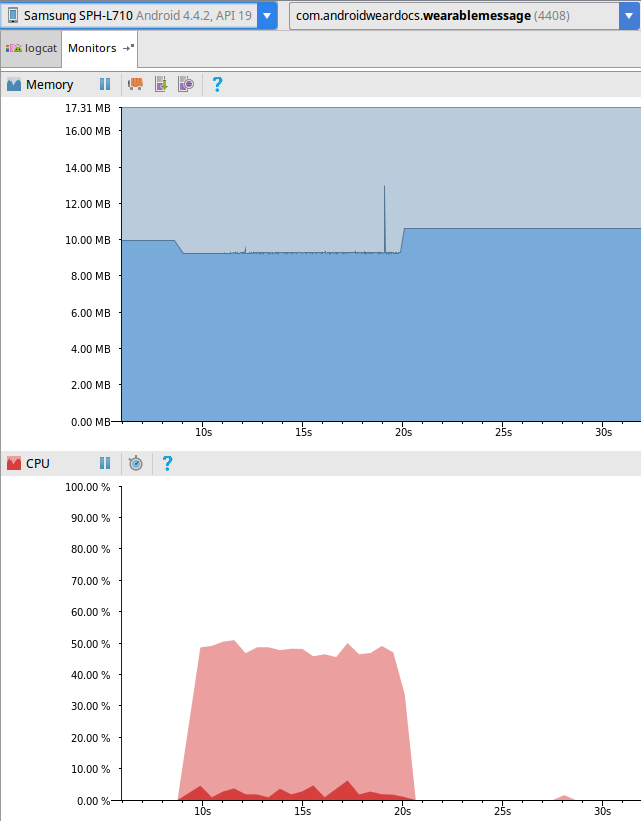 Samsung SPH-L710 Android 4.4.2, API 19
com.androidweardocs.wearablemessage (4408)
logcat
Monitors
Memory
?
17.31 MB
16.00 MB
14.00 MB
12.00 MB
10.00 MB
8.00 MB
6.00 MB
4.00 MB
2.00 MB
0.00 MB
10s 15s 20s 25s 30s
CPU
?
100.00 %
90.00 %
80.00 %
70.00 %
60.00 %
50.00 %
40.00 %
30.00 %
20.00 %
10.00 %
0.00 %
10s 15s 20s 25s 30s